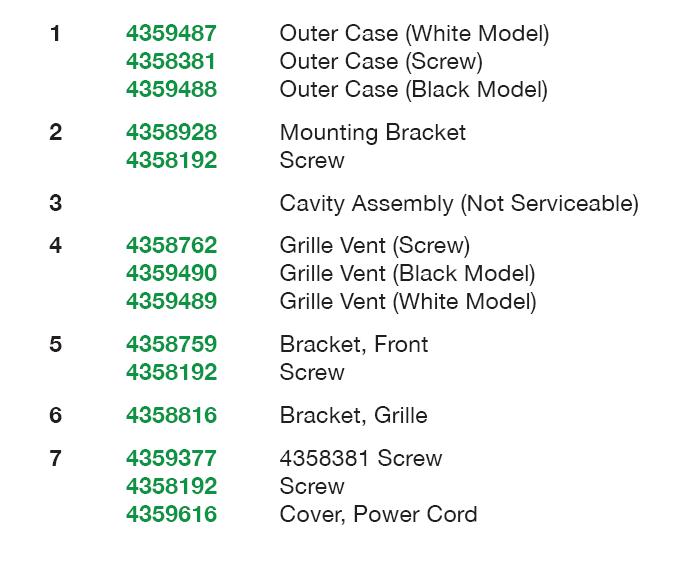 1 4359487 Outer Case (White Model)
4358381 Outer Case (Screw)
4359488 Outer Case (Black Model)
2 4358928 Mounting Bracket
4358192 Screw
3 Cavity Assembly (Not Serviceable)
4 4358762 Grille Vent (Screw)
4359490 Grille Vent (Black Model)
4359489 Grille Vent (White Model)
5 4358759 Bracket, Front
4358192 Screw
6 4358816 Bracket, Grille
7 4359377 4358381 Screw
4358192 Screw
4359616 Cover, Power Cord